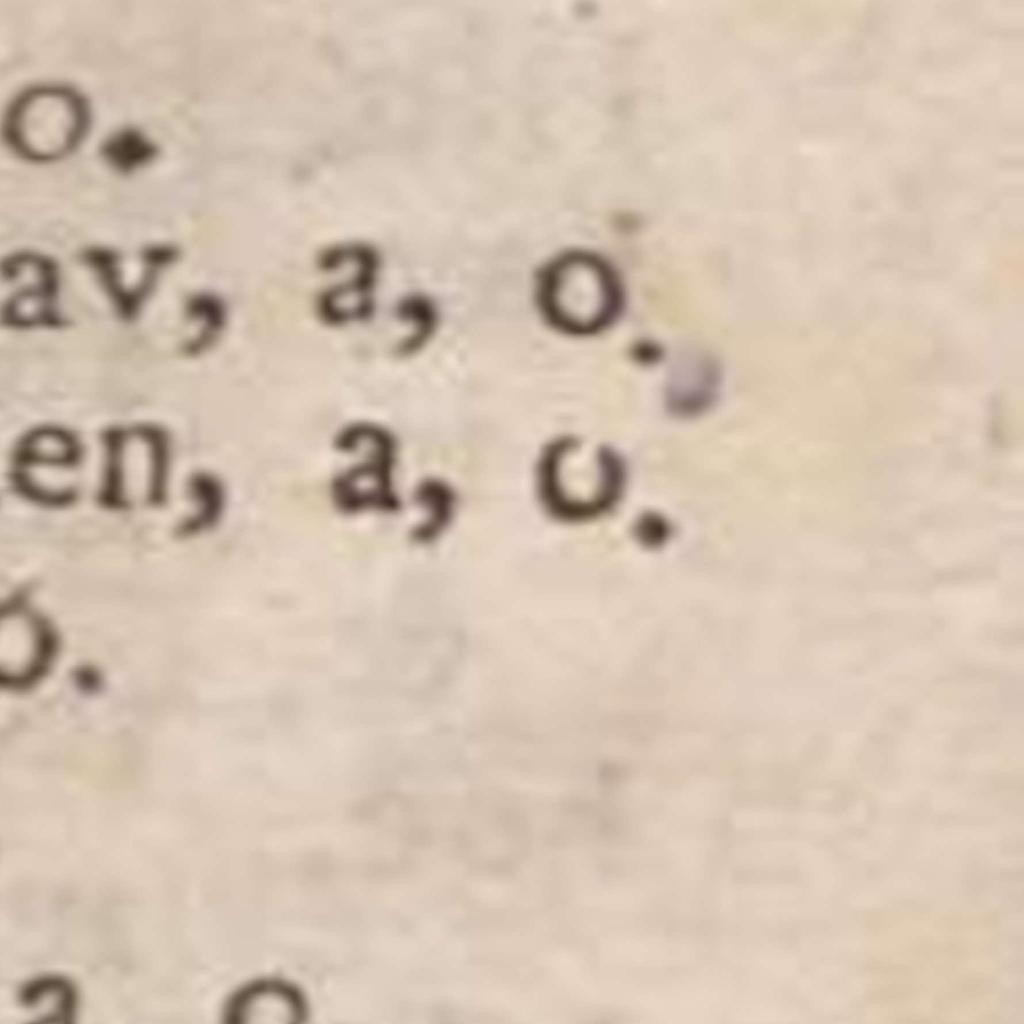 o.
av, a, o.
en, a, o.
ó.
a o